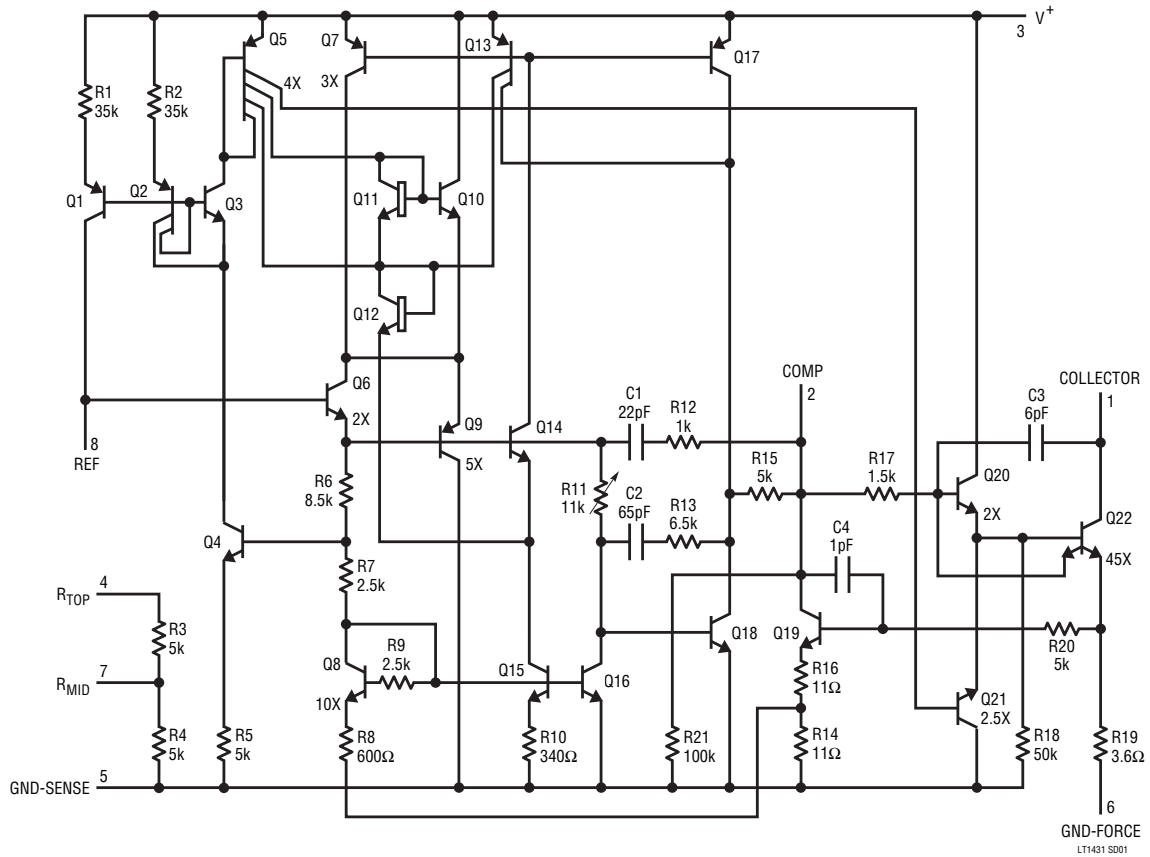 V+
3
Q5
Q7
Q13
Q17
4X
3X
R1
35k
R2
35k
Q1
Q2
Q3
Q11
Q10
Q12
Q6
2X
8
REF
Q9
5X
Q14
C1
22pF
R12
1k
COMP
2
COLLECTOR
1
C3
6pF
R6
8.5k
R11
11k
C2
65pF
R13
6.5k
R15
5k
R17
1.5k
Q20
2X
Q22
45X
Q4
R7
2.5k
C4
1pF
RTOP
4
R3
5k
RMID
7
R4
5k
R5
5k
Q8
10X
R9
2.5k
Q15
Q16
Q18
Q19
R20
5k
R16
11Ω
R14
11Ω
Q21
2.5X
R8
600Ω
R10
340Ω
R21
100k
R18
50k
R19
3.6Ω
GND-SENSE
5
6
GND-FORCE
LT1431 SD01